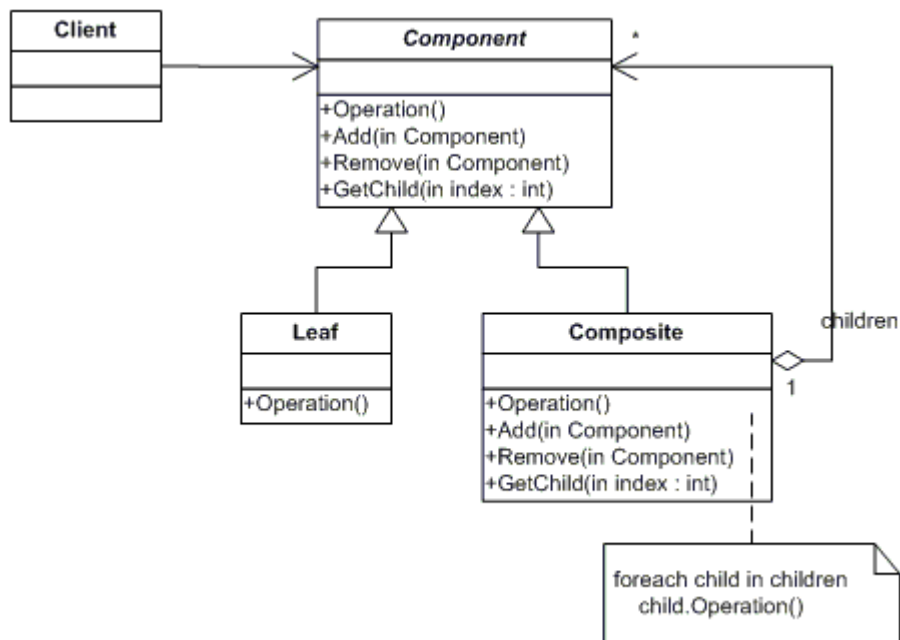 Client
Component
*
+Operation()
+Add(in Component)
+Remove(in Component)
+GetChild(in index : int)
children
Leaf
+Operation()
Composite
1
+Operation()
+Add(in Component)
+Remove(in Component)
+GetChild(in index : int)
foreach child in children
child.Operation()